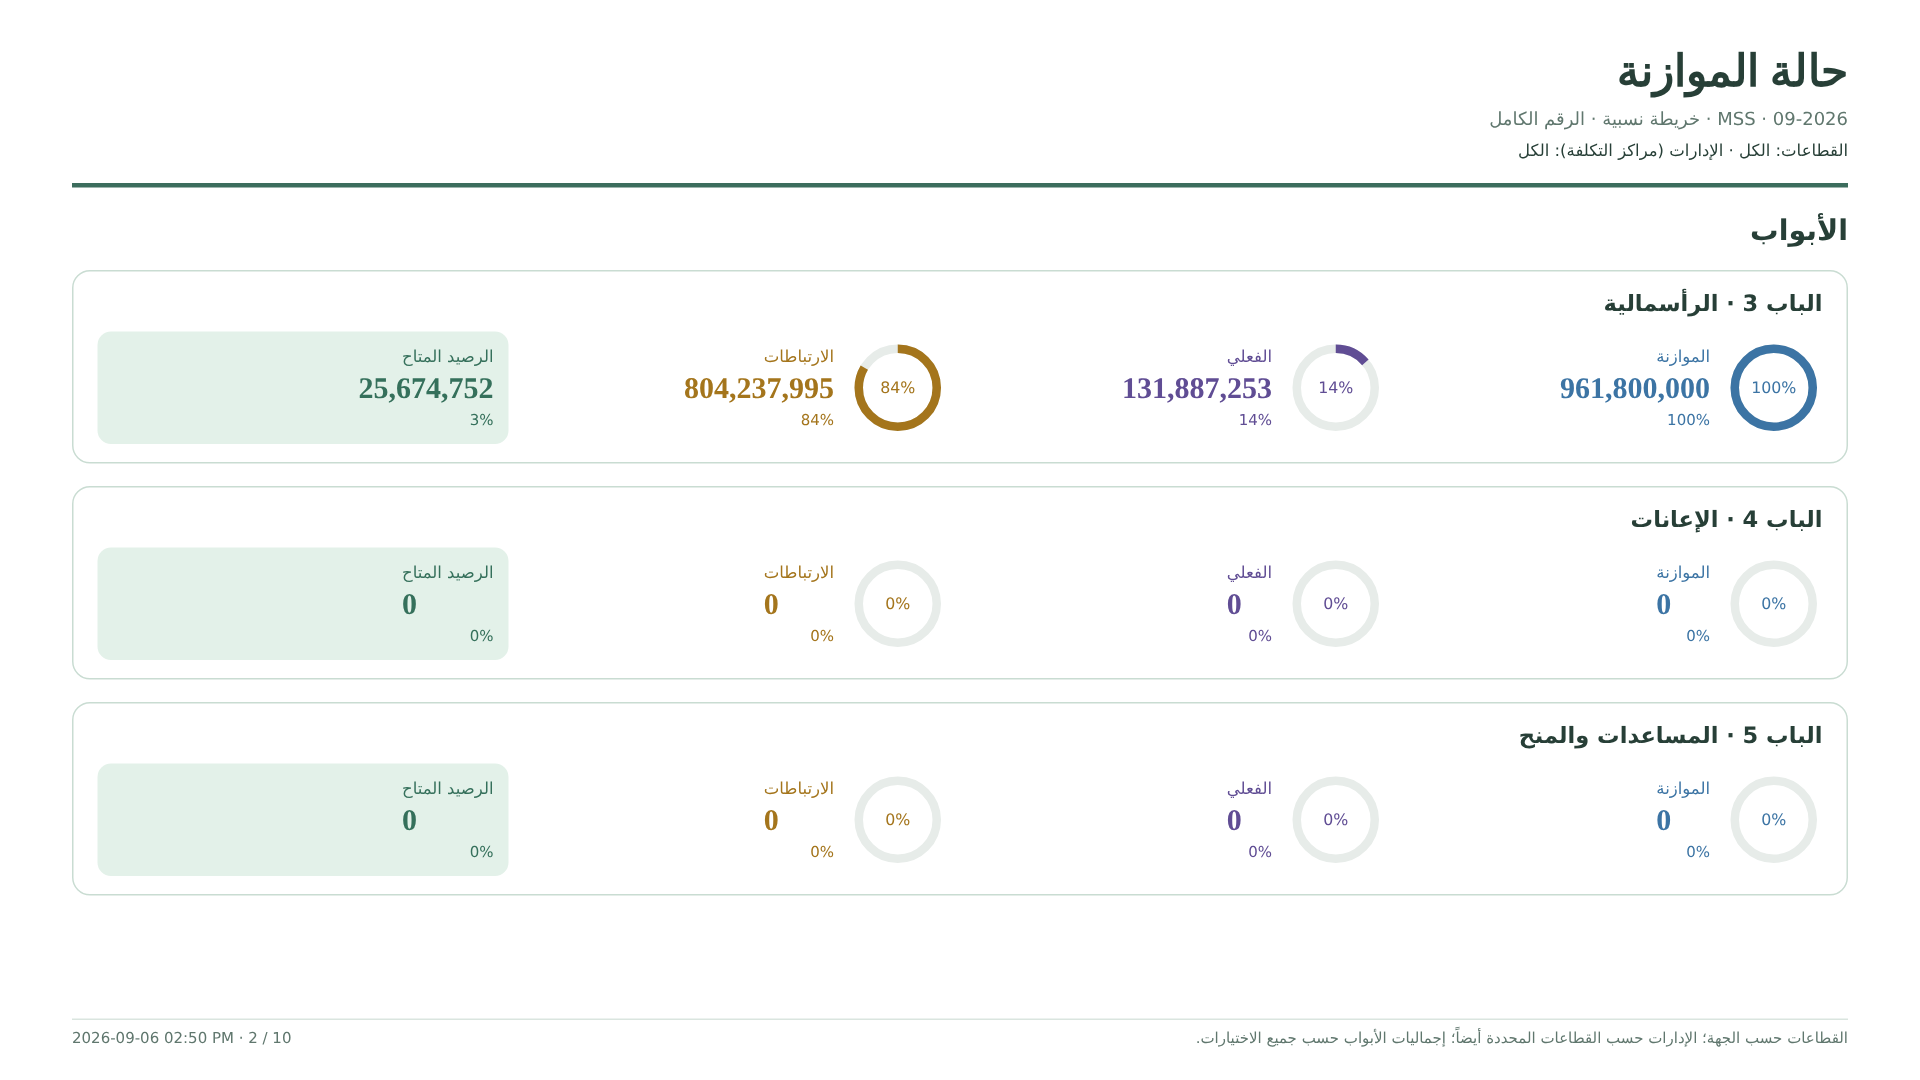 حالة الموازنة
MSS · 09-2026 · خريطة نسبية · الرقم الكامل
القطاعات: الكل · الإدارات (مراكز التكلفة): الكل
الأبواب
الباب 3 · الرأسمالية
100%
الموازنة
961,800,000
100%
14%
الفعلي
131,887,253
14%
84%
الارتباطات
804,237,995
84%
الرصيد المتاح
25,674,752
3%
الباب 4 · الإعانات
0%
الموازنة
0
0%
0%
الفعلي
0
0%
0%
الارتباطات
0
0%
الرصيد المتاح
0
0%
الباب 5 · المساعدات والمنح
0%
الموازنة
0
0%
0%
الفعلي
0
0%
0%
الارتباطات
0
0%
الرصيد المتاح
0
0%
القطاعات حسب الجهة؛ الإدارات حسب القطاعات المحددة أيضاً؛ إجماليات الأبواب حسب جميع الاختيارات.
2026-09-06 02:50 PM · 2 / 10